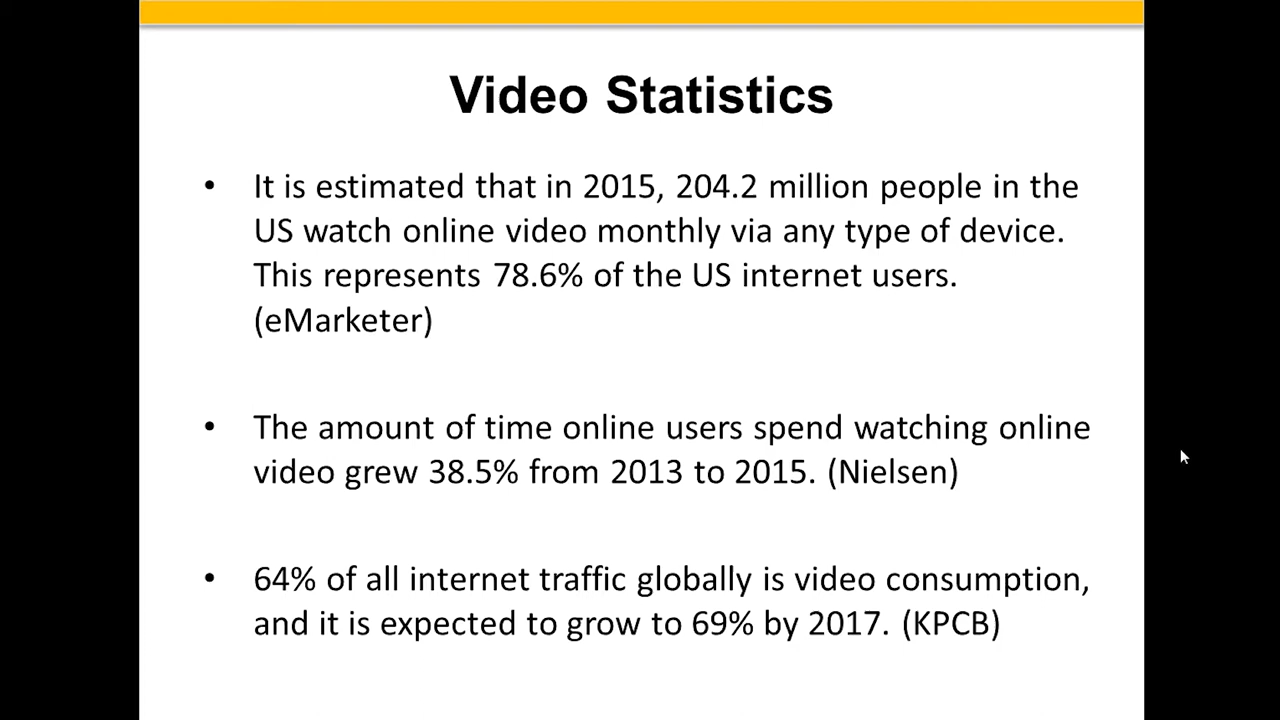 Video Statistics
• It is estimated that in 2015, 204.2 million people in the
US watch online video monthly via any type of device.
This represents 78.6% of the US internet users.
(eMarketer)
• The amount of time online users spend watching online
video grew 38.5% from 2013 to 2015. (Nielsen)
• 64% of all internet traffic globally is video consumption,
and it is expected to grow to 69% by 2017. (KPCB)